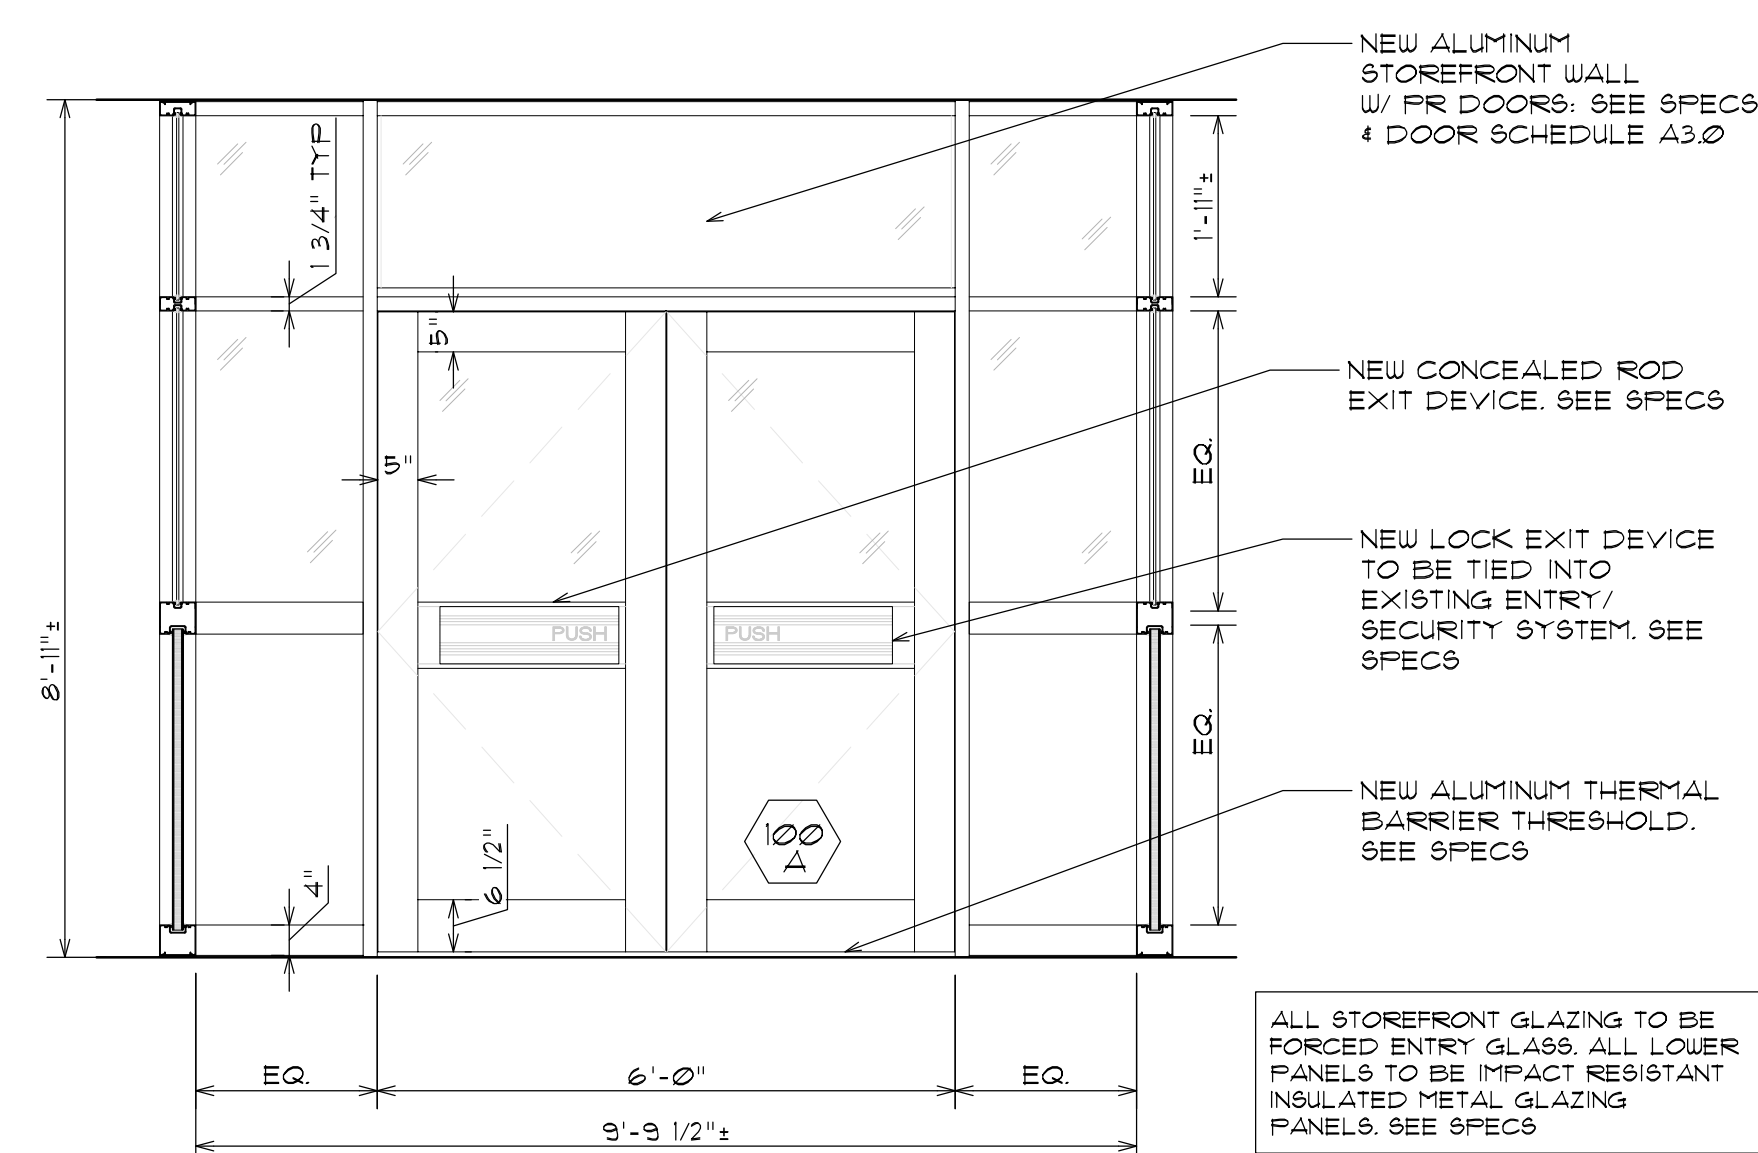 NEW ALUMINUM
STOREFRONT WALL
W/ PR DOORS: SEE SPECS
& DOOR SCHEDULE A3.0
1 3/4" TYP
1'-11"±
5"
NEW CONCEALED ROD
EXIT DEVICE. SEE SPECS
5"
EQ.
NEW LOCK EXIT DEVICE
TO BE TIED INTO
EXISTING ENTRY/
SECURITY SYSTEM. SEE
SPECS
PUSH
PUSH
8'-11"±
EQ.
NEW ALUMINUM THERMAL
BARRIER THRESHOLD.
SEE SPECS
100
A
6 1/2"
4"
ALL STOREFRONT GLAZING TO BE
FORCED ENTRY GLASS. ALL LOWER
PANELS TO BE IMPACT RESISTANT
INSULATED METAL GLAZING
PANELS. SEE SPECS
EQ.
6'-0"
EQ.
9'-9 1/2"±